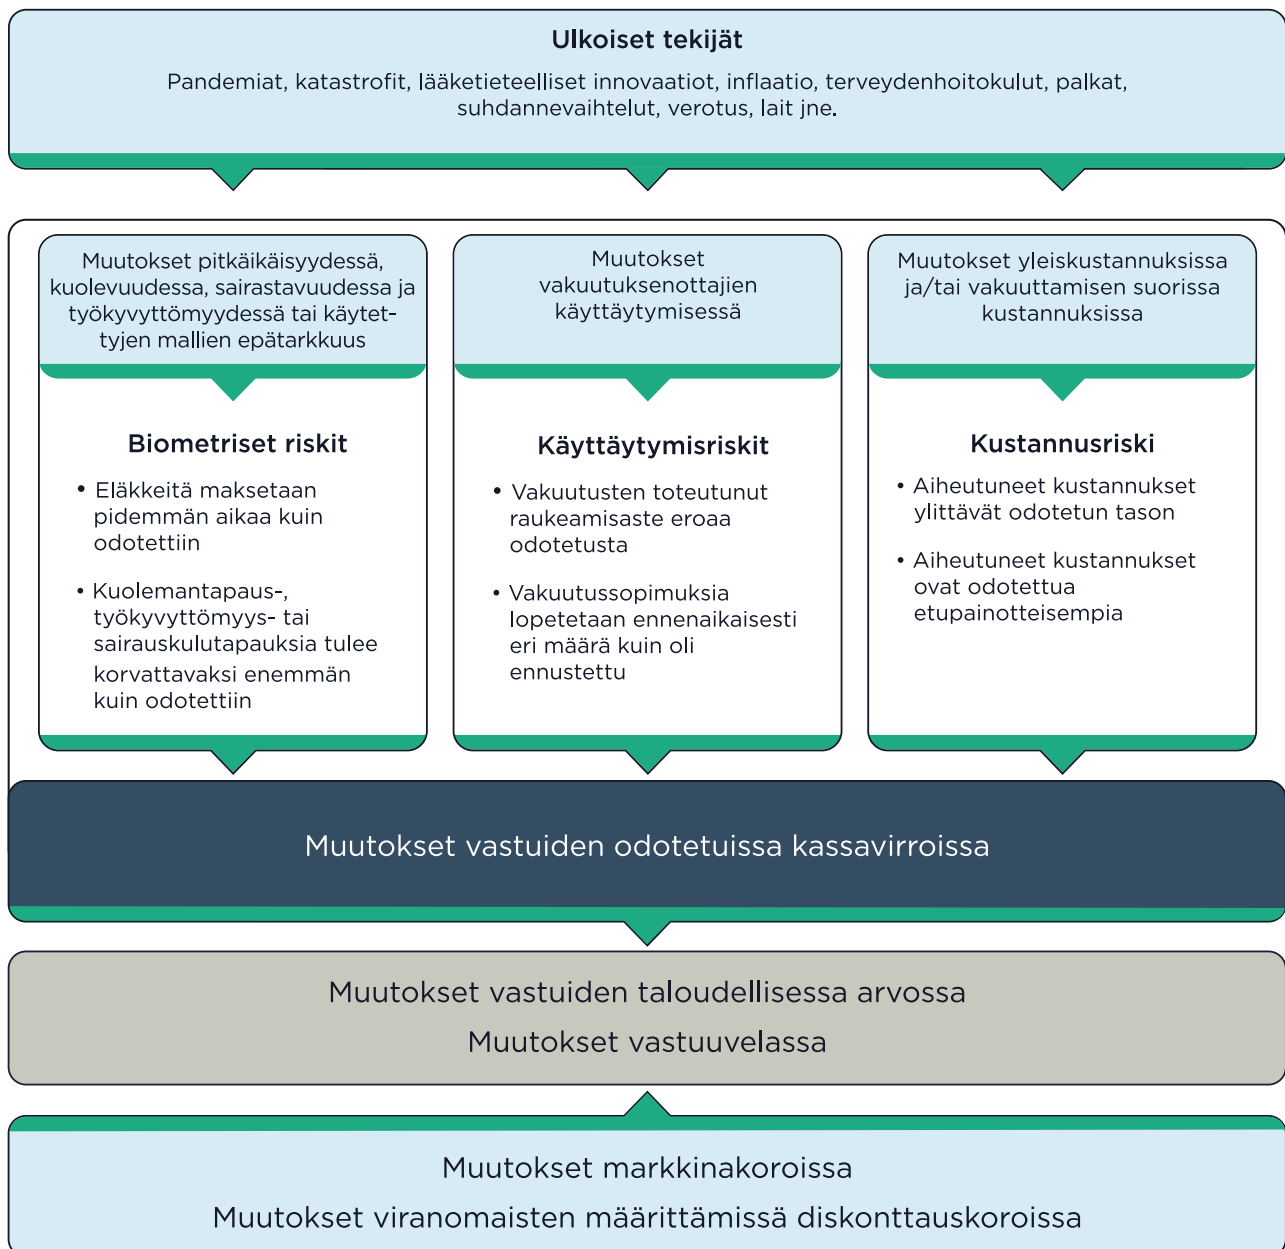 Ulkoiset tekijät
Pandemiat, katastrofit, lääketieteelliset innovaatiot, inflaatio, terveydenhoitokulut, palkat,
suhdannevaihtelut, verotus, lait jne.
Muutokset pitkäikäisyydessä,
kuolevuudessa, sairastavuudessa ja
työkyvyttömyydessä tai käytet-
tyjen mallien epätarkkuus
Biometriset riskit
• Eläkkeitä maksetaan
pidemmän aikaa kuin
odotettiin
• Kuolemantapaus-,
työkyvyttömyys- tai
sairauskulutapauksia tulee
korvattavaksi enemmän
kuin odotettiin
Muutokset
vakuutuksenottajien
käyttäytymisessä
Käyttäytymisriskit
• Vakuutusten toteutunut
raukeamisaste eroaa
odotetusta
• Vakuutussopimuksia
lopetetaan ennenaikaisesti
eri määrä kuin oli
ennustettu
Muutokset yleiskustannuksissa
ja/tai vakuuttamisen suorissa
kustannuksissa
Kustannusriski
• Aiheutuneet kustannukset
ylittävät odotetun tason
• Aiheutuneet kustannukset
ovat odotettua
etupainotteisempia
Muutokset vastuiden odotetuissa kassavirroissa
Muutokset vastuiden taloudellisessa arvossa
Muutokset vastuuvelassa
Muutokset markkinakoroissa
Muutokset viranomaisten määrittämissä diskonttauskoroissa